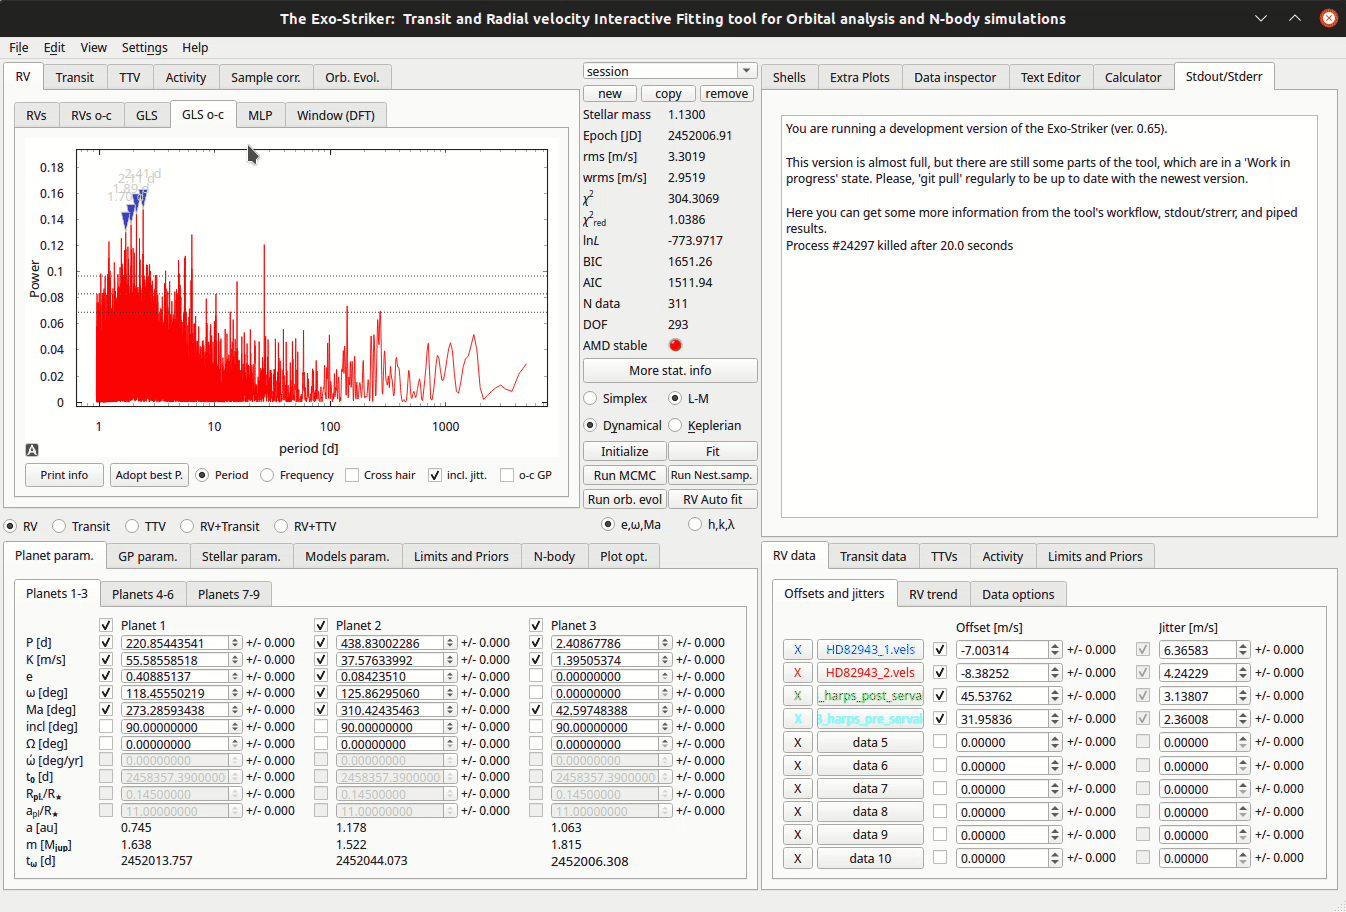 The Exo-Striker: Transit and Radial velocity Interactive Fitting tool for Orbital analysis and N-body simulations
File Edit View Settings Help
RV Transit TTV Activity Sample corr. Orb. Evol.
RVs RVs o-c GLS GLS o-c MLP Window (DFT)
0.18
0.16
0.14
0.12
0.1
0.08
0.06
0.04
0.02
0
Power
2.41 d
1 10 100 1000
period [d]
A
Print info Adopt best P. Period Frequency Cross hair incl. jitt. o-c GP
session
new copy remove
Stellar mass 1.1300
Epoch [JD] 2452006.91
rms [m/s] 3.3019
wrms [m/s] 2.9519
χ² 304.3069
χ²red 1.0386
lnL -773.9717
BIC 1651.26
AIC 1511.94
N data 311
DOF 293
AMD stable
More stat. info
Simplex L-M
Dynamical Keplerian
Initialize Fit
Run MCMC Run Nest.samp.
Run orb. evol RV Auto fit
e,ω,Ma h,k,λ
Shells Extra Plots Data inspector Text Editor Calculator Stdout/Stderr
You are running a development version of the Exo-Striker (ver. 0.65).
This version is almost full, but there are still some parts of the tool, which are in a 'Work in
progress' state. Please, 'git pull' regularly to be up to date with the newest version.
Here you can get some more information from the tool's workflow, stdout/strerr, and piped
results.
Process #24297 killed after 20.0 seconds
RV Transit TTV RV+Transit RV+TTV
Planet param. GP param. Stellar param. Models param. Limits and Priors N-body Plot opt.
Planets 1-3 Planets 4-6 Planets 7-9
Planet 1 Planet 2 Planet 3
P [d] 220.85443541 +/- 0.000 438.83002286 +/- 0.000 2.40867786 +/- 0.000
K [m/s] 55.58558518 +/- 0.000 37.57633992 +/- 0.000 1.39505374 +/- 0.000
e 0.40885137 +/- 0.000 0.08423510 +/- 0.000 0.00000000 +/- 0.000
ω [deg] 118.45550219 +/- 0.000 125.86295060 +/- 0.000 0.00000000 +/- 0.000
Ma [deg] 273.28593438 +/- 0.000 310.42435463 +/- 0.000 42.59748388 +/- 0.000
incl [deg] 90.00000000 +/- 0.000 90.00000000 +/- 0.000 90.00000000 +/- 0.000
Ω [deg] 0.00000000 +/- 0.000 0.00000000 +/- 0.000 0.00000000 +/- 0.000
ώ [deg/yr] 0.00000000 +/- 0.000 0.00000000 +/- 0.000 0.00000000 +/- 0.000
t₀ [d] 2458357.3900000 +/- 0.000 2458357.3900000 +/- 0.000 2458357.3900000 +/- 0.000
Rpl./R★ 0.14500000 +/- 0.000 0.14500000 +/- 0.000 0.14500000 +/- 0.000
apl/R★ 11.00000000 +/- 0.000 11.00000000 +/- 0.000 11.00000000 +/- 0.000
a [au] 0.745 1.178 1.063
m [Mjup] 1.638 1.522 1.815
tω [d] 2452013.757 2452044.073 2452006.308
RV data Transit data TTVs Activity Limits and Priors
Offsets and jitters RV trend Data options
Offset [m/s] Jitter [m/s]
X HD82943_1.vels -7.00314 +/- 0.000 6.36583 +/- 0.000
X HD82943_2.vels -8.38252 +/- 0.000 4.24229 +/- 0.000
X _harps_post_serval 45.53762 +/- 0.000 3.13807 +/- 0.000
X 3_harps_pre_serval 31.95836 +/- 0.000 2.36008 +/- 0.000
X data 5 0.00000 +/- 0.000 0.00000 +/- 0.000
X data 6 0.00000 +/- 0.000 0.00000 +/- 0.000
X data 7 0.00000 +/- 0.000 0.00000 +/- 0.000
X data 8 0.00000 +/- 0.000 0.00000 +/- 0.000
X data 9 0.00000 +/- 0.000 0.00000 +/- 0.000
X data 10 0.00000 +/- 0.000 0.00000 +/- 0.000